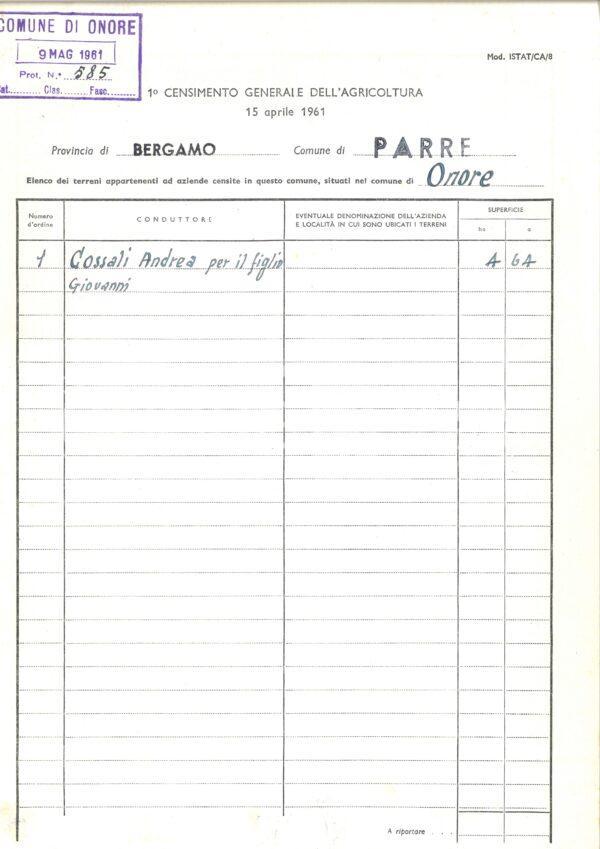 COMUNE DI ONORE
9 MAG 1961
Prot. N.° 585
at.......... Clas. ......... Fasc. .........
Mod. ISTAT/CA/8
1° CENSIMENTO GENERALE DELL'AGRICOLTURA
15 aprile 1961
Provincia di BERGAMO Comune di PARRE
Elenco dei terreni appartenenti ad aziende censite in questo comune, situati nel comune di Onore
Numero d'ordine
CONDUTTORE
EVENTUALE DENOMINAZIONE DELL'AZIENDA
E LOCALITÀ IN CUI SONO UBICATI I TERRENI
SUPERFICIE
ha a
1 Cossali Andrea per il figlio
Giovanni
A riportare . . .